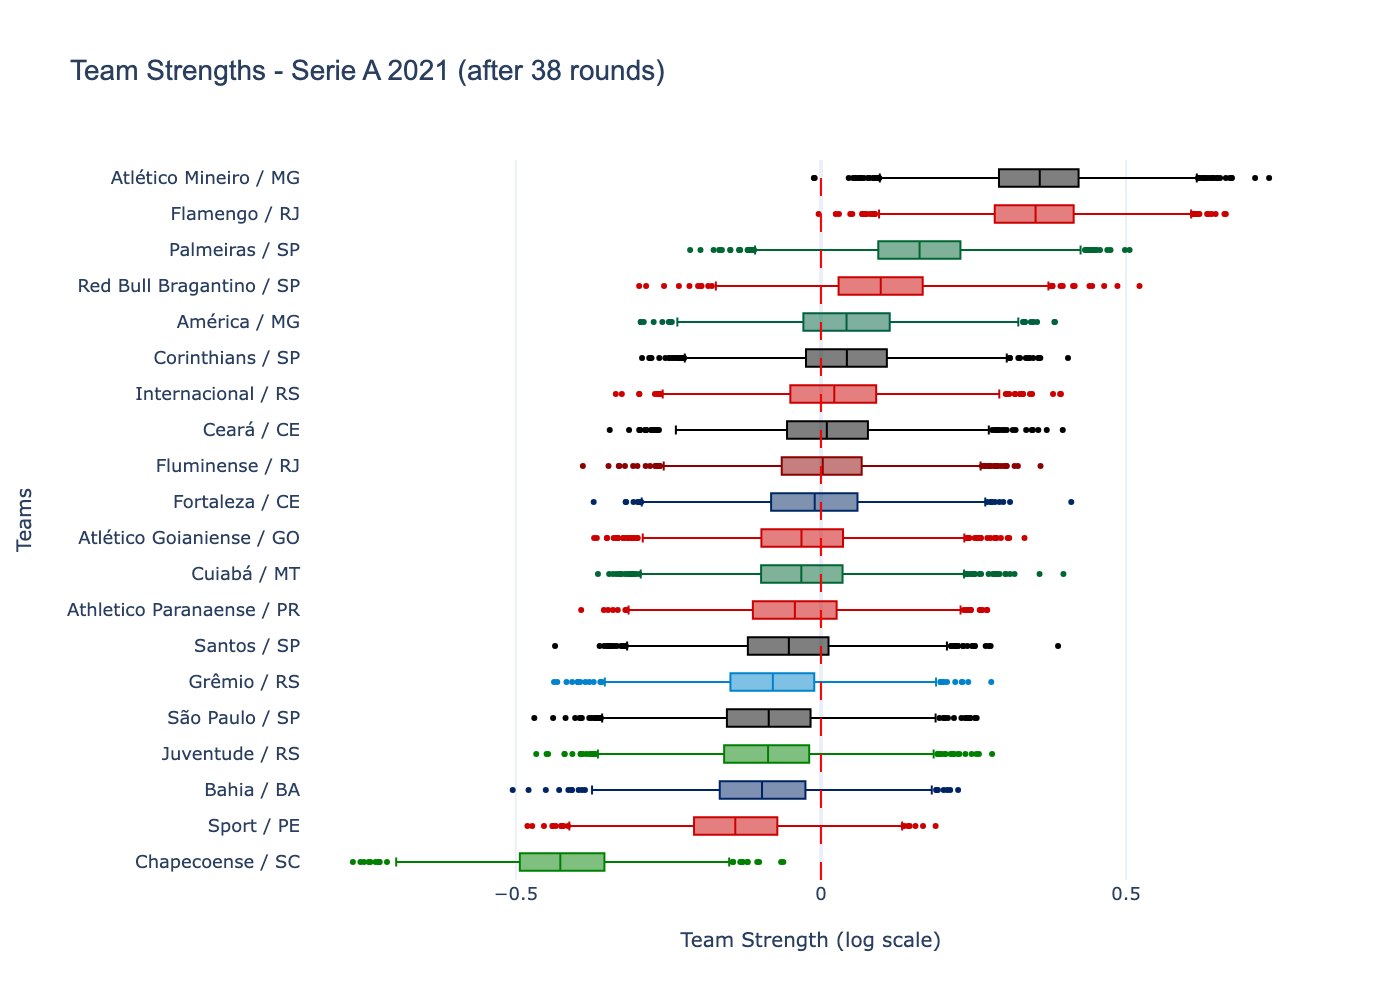 Team Strengths - Serie A 2021 (after 38 rounds)
Atlético Mineiro / MG
Flamengo / RJ
Palmeiras / SP
Red Bull Bragantino / SP
América / MG
Corinthians / SP
Internacional / RS
Ceará / CE
Fluminense / RJ
Fortaleza / CE
Atlético Goianiense / GO
Cuiabá / MT
Athletico Paranaense / PR
Santos / SP
Grêmio / RS
São Paulo / SP
Juventude / RS
Bahia / BA
Sport / PE
Chapecoense / SC
Teams
−0.5 0 0.5
Team Strength (log scale)